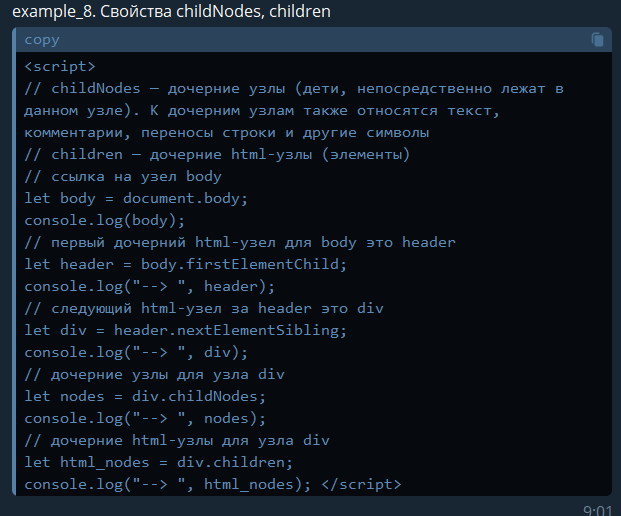 example_8. Свойства childNodes, children
copy
<script>
// childNodes — дочерние узлы (дети, непосредственно лежат в
данном узле). К дочерним узлам также относятся текст,
комментарии, переносы строки и другие символы
// children — дочерние html-узлы (элементы)
// ссылка на узел body
let body = document.body;
console.log(body);
// первый дочерний html-узел для body это header
let header = body.firstElementChild;
console.log("--> ", header);
// следующий html-узел за header это div
let div = header.nextElementSibling;
console.log("--> ", div);
// дочерние узлы для узла div
let nodes = div.childNodes;
console.log("--> ", nodes);
// дочерние html-узлы для узла div
let html_nodes = div.children;
console.log("--> ", html_nodes); </script>
9:01